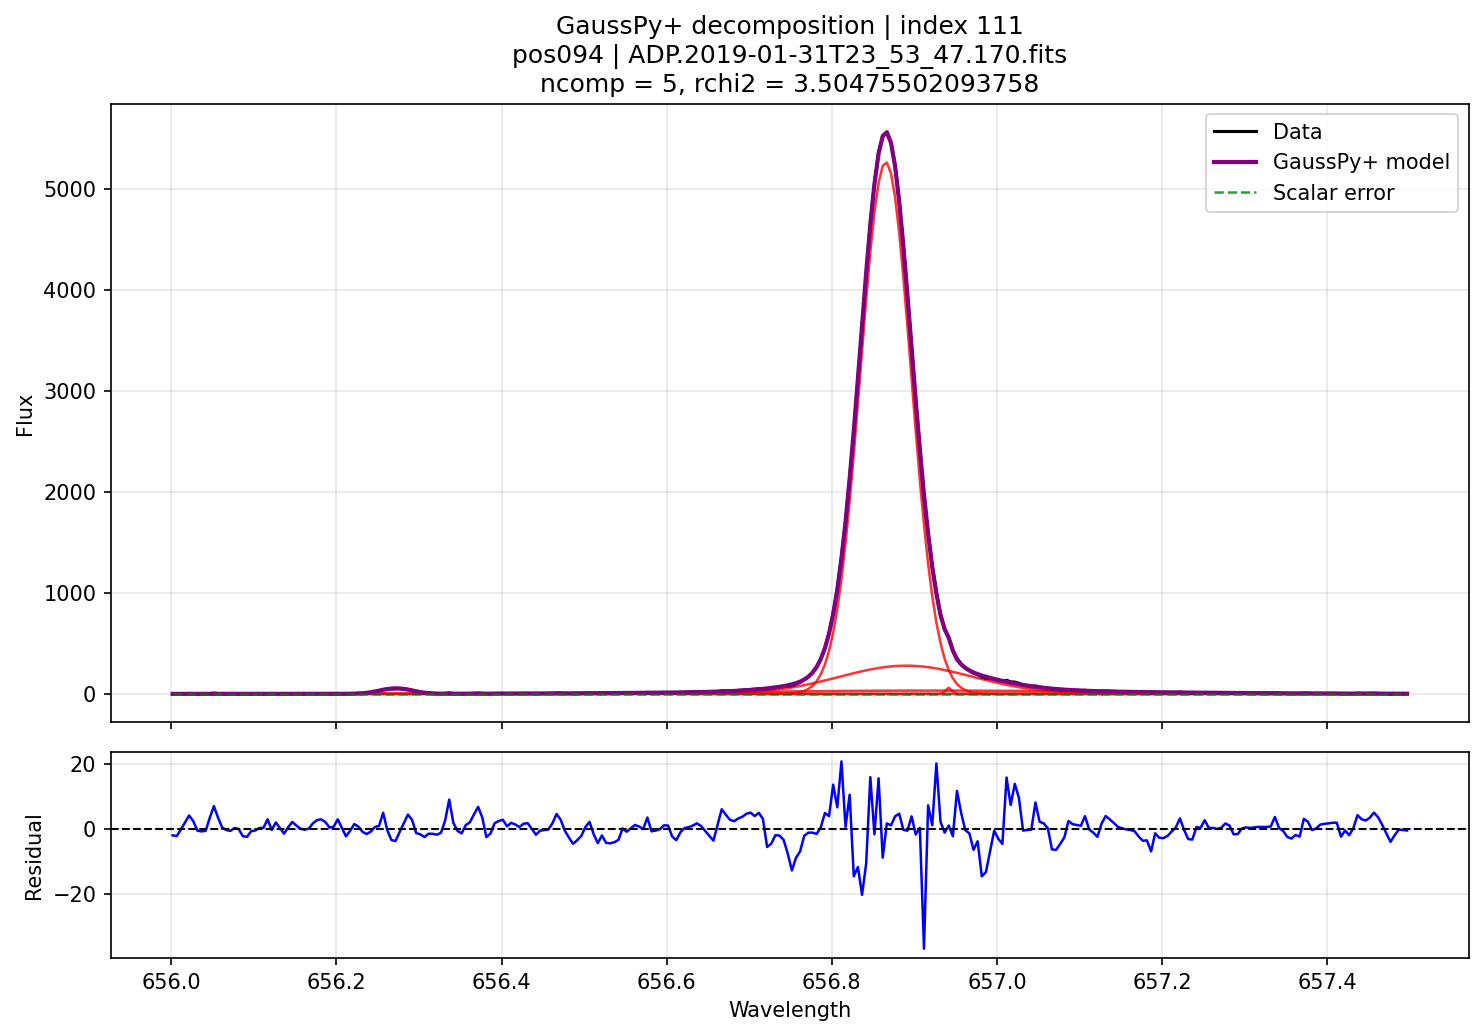 GaussPy+ decomposition | index 111
pos094 | ADP.2019-01-31T23_53_47.170.fits
ncomp = 5, rchi2 = 3.50475502093758
Data
GaussPy+ model
Scalar error
Flux
5000
4000
3000
2000
1000
0
Residual
20
0
−20
656.0 656.2 656.4 656.6 656.8 657.0 657.2 657.4
Wavelength